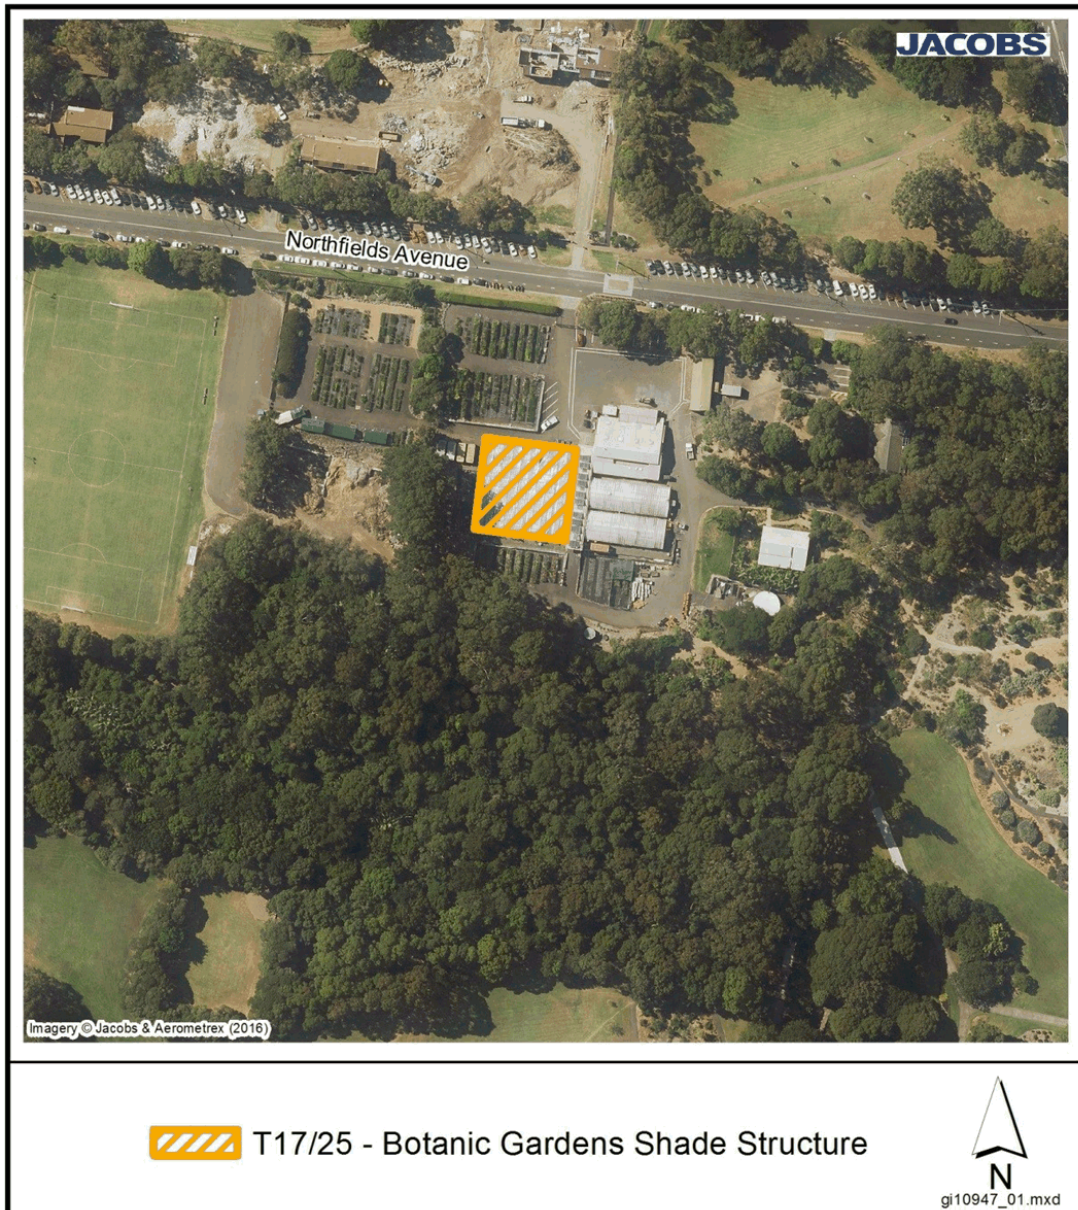 JACOBS
Northfields Avenue
Imagery © Jacobs & Aerometrex (2016)
T17/25 - Botanic Gardens Shade Structure
N
gi10947_01.mxd